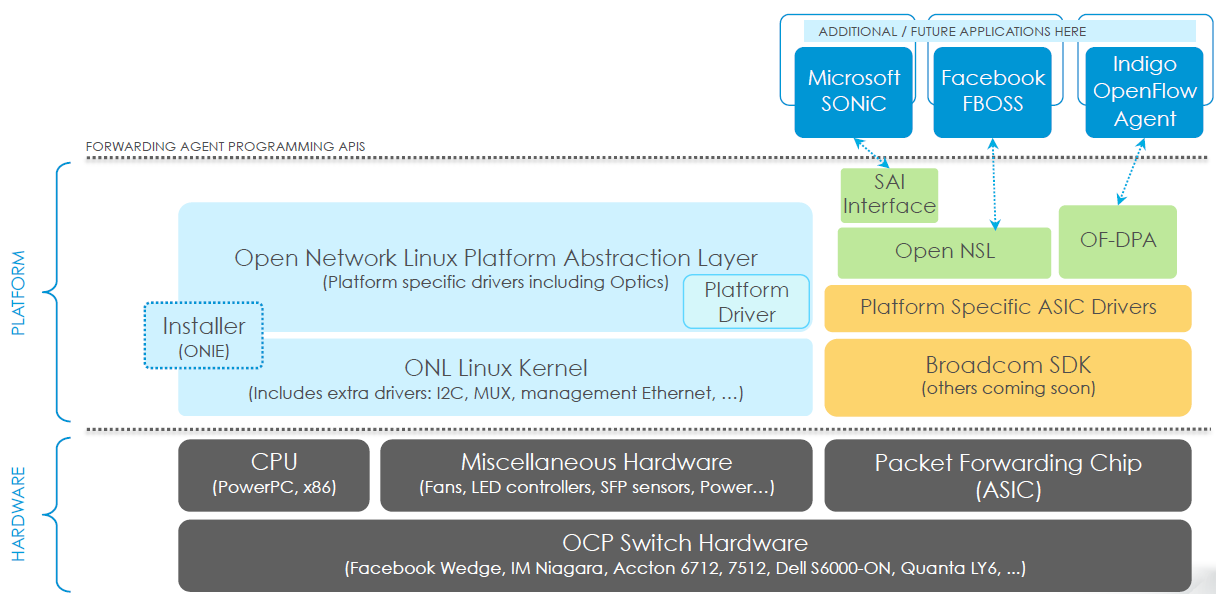 ADDITIONAL / FUTURE APPLICATIONS HERE
Microsoft
SONiC
Facebook
FBOSS
Indigo
OpenFlow
Agent
FORWARDING AGENT PROGRAMMING APIS
PLATFORM
SAI
Interface
Open NSL
OF-DPA
Open Network Linux Platform Abstraction Layer
(Platform specific drivers including Optics)
Platform
Driver
Platform Specific ASIC Drivers
Installer
(ONIE)
ONL Linux Kernel
(Includes extra drivers: I2C, MUX, management Ethernet, ...)
Broadcom SDK
(others coming soon)
HARDWARE
CPU
(PowerPC, x86)
Miscellaneous Hardware
(Fans, LED controllers, SFP sensors, Power...)
Packet Forwarding Chip
(ASIC)
OCP Switch Hardware
(Facebook Wedge, IM Niagara, Accton 6712, 7512, Dell S6000-ON, Quanta LY6, ...)